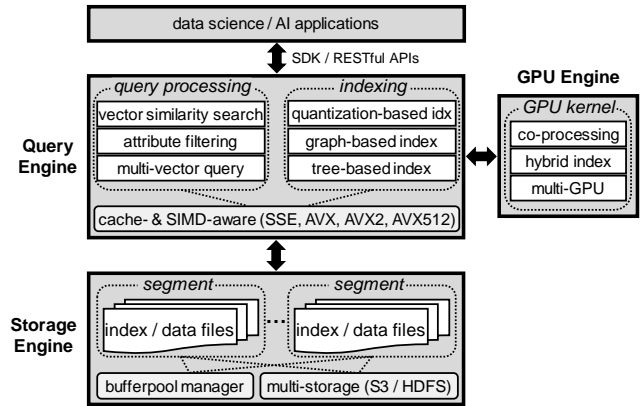 data science / AI applications
SDK / RESTful APIs
Query Engine
query processing
vector similarity search
attribute filtering
multi-vector query
indexing
quantization-based idx
graph-based index
tree-based index
cache- & SIMD-aware (SSE, AVX, AVX2, AVX512)
GPU Engine
GPU kernel
co-processing
hybrid index
multi-GPU
Storage Engine
segment
index / data files
...
segment
index / data files
bufferpool manager
multi-storage (S3 / HDFS)